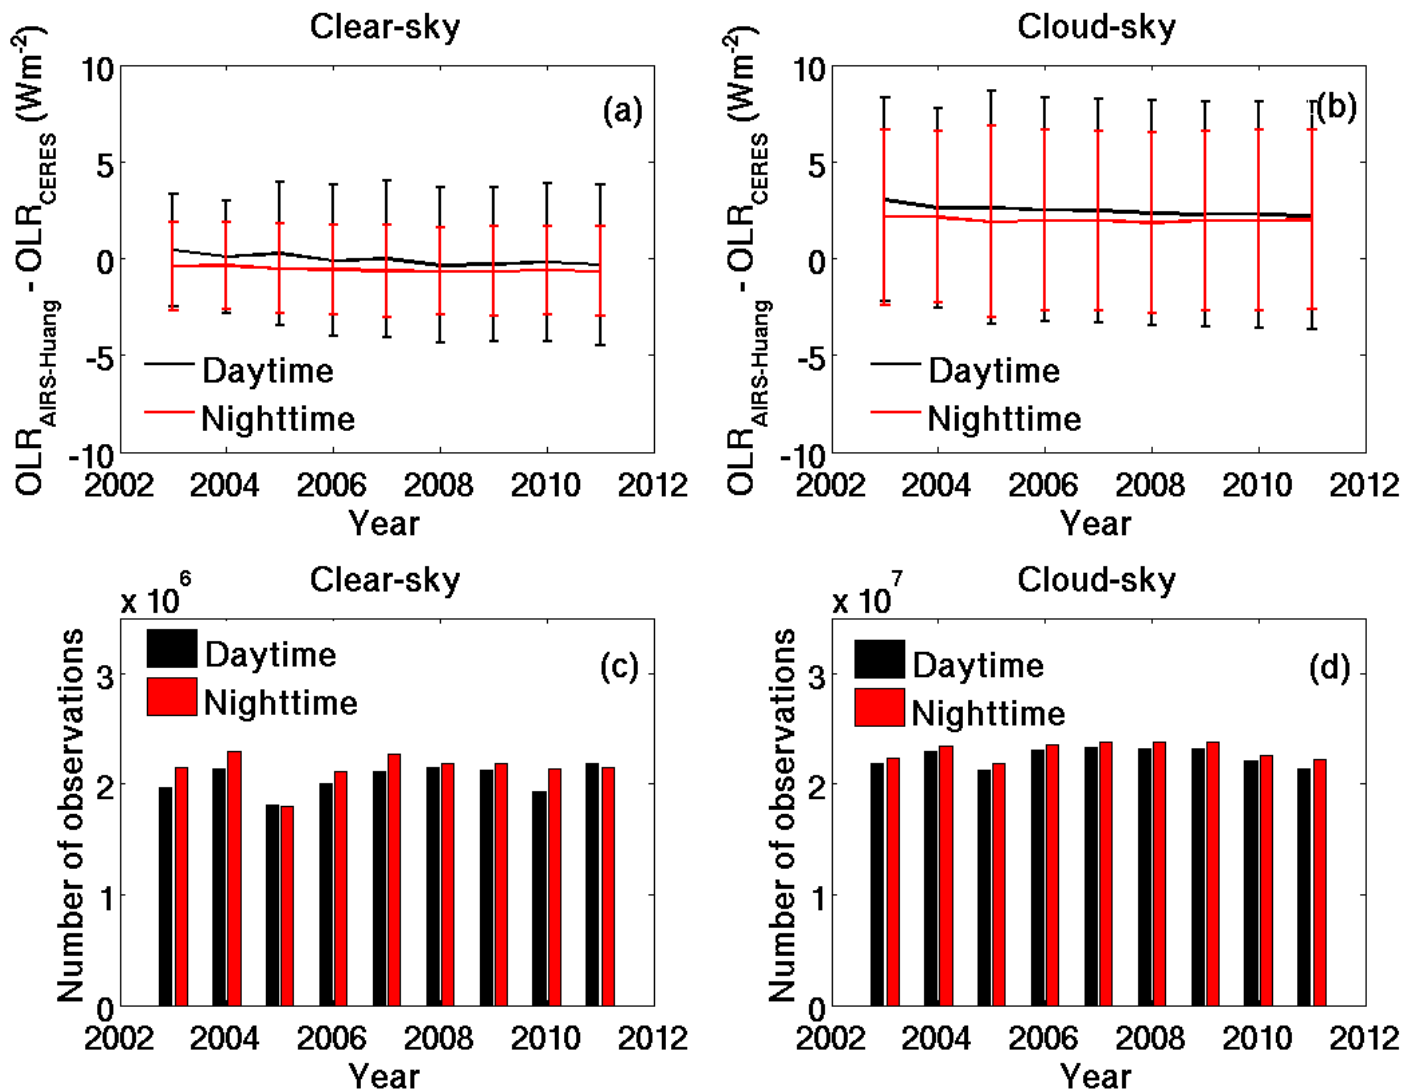 Clear-sky
OLR_AIRS-Huang - OLR_CERES (Wm^-2)
10
5
0
-5
-10
(a)
Daytime
Nighttime
2002 2004 2006 2008 2010 2012
Year
Cloud-sky
OLR_AIRS-Huang - OLR_CERES (Wm^-2)
10
5
0
-5
-10
(b)
Daytime
Nighttime
2002 2004 2006 2008 2010 2012
Year
Clear-sky
x 10^6
Number of observations
3
2
1
0
Daytime
Nighttime
(c)
2002 2004 2006 2008 2010 2012
Year
Cloud-sky
x 10^7
Number of observations
3
2
1
0
Daytime
Nighttime
(d)
2002 2004 2006 2008 2010 2012
Year